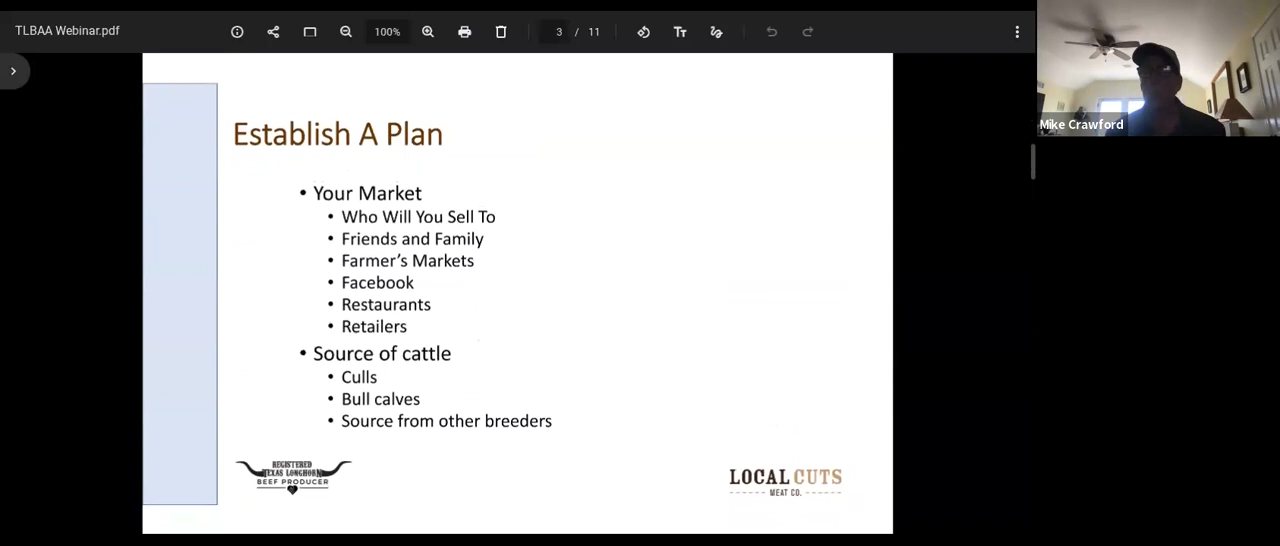 TLBAA Webinar.pdf
100%
3 / 11
Mike Crawford
Establish A Plan
• Your Market
• Who Will You Sell To
• Friends and Family
• Farmer's Markets
• Facebook
• Restaurants
• Retailers
• Source of cattle
• Culls
• Bull calves
• Source from other breeders
REGISTERED
TEXAS LONGHORN
BEEF PRODUCER
LOCAL CUTS
MEAT CO.